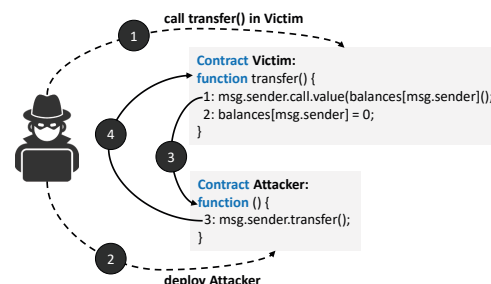 call transfer() in Victim
1
Contract Victim:
function transfer() {
1: msg.sender.call.value(balances[msg.sender]();
2: balances[msg.sender] = 0;
}
4
3
Contract Attacker:
function () {
3: msg.sender.transfer();
}
2
deploy Attacker